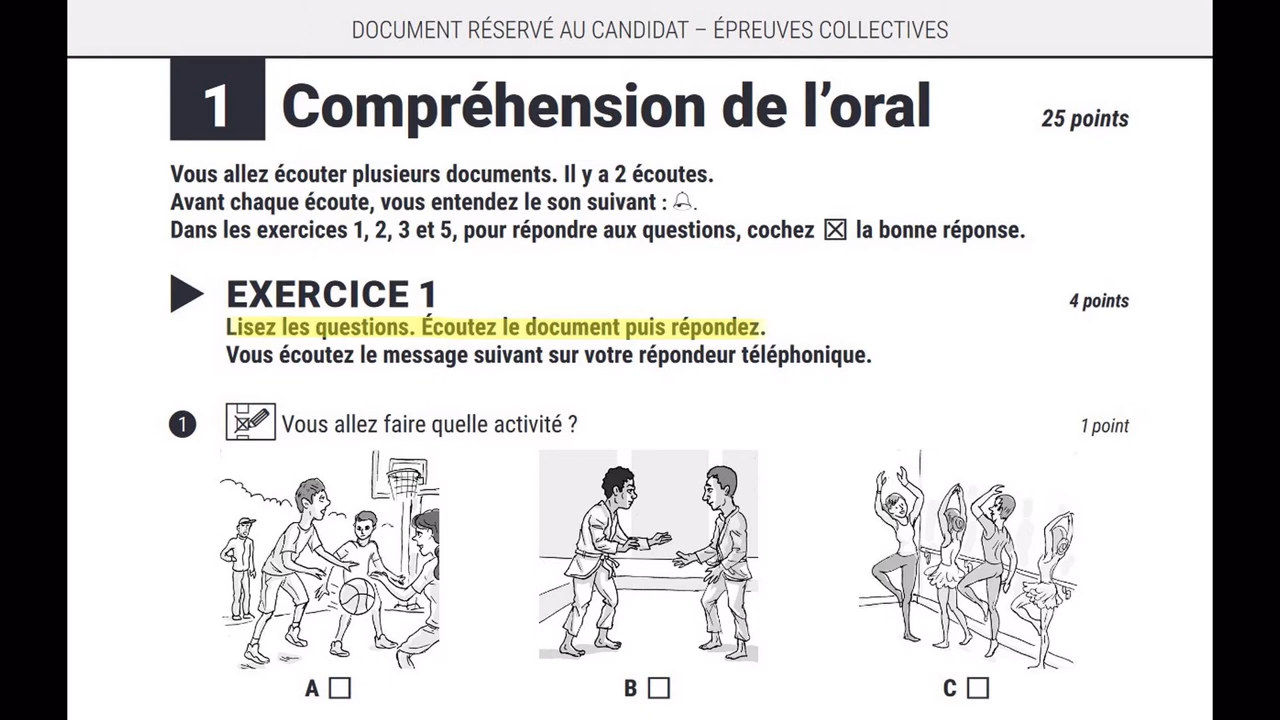 DOCUMENT RÉSERVÉ AU CANDIDAT – ÉPREUVES COLLECTIVES
1 Compréhension de l'oral 25 points
Vous allez écouter plusieurs documents. Il y a 2 écoutes.
Avant chaque écoute, vous entendez le son suivant : .
Dans les exercices 1, 2, 3 et 5, pour répondre aux questions, cochez ☒ la bonne réponse.
EXERCICE 1 4 points
Lisez les questions. Écoutez le document puis répondez.
Vous écoutez le message suivant sur votre répondeur téléphonique.
1 Vous allez faire quelle activité ? 1 point
A ☐ B ☐ C ☐